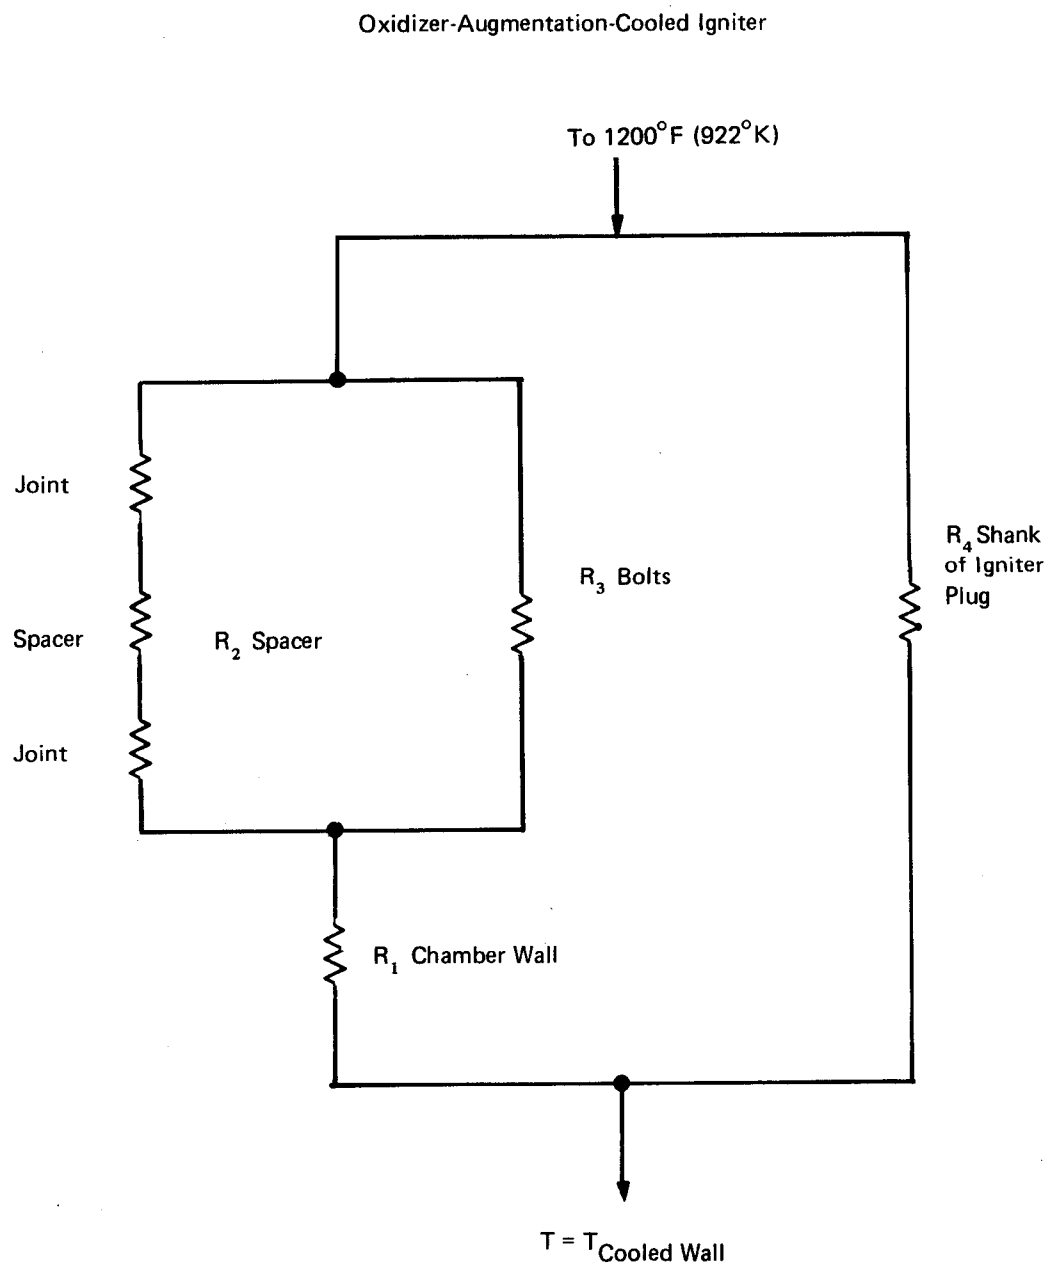 Oxidizer-Augmentation-Cooled Igniter
To 1200°F (922°K)
Joint
R3 Bolts
R4 Shank
of Igniter
Plug
Spacer
R2 Spacer
Joint
R1 Chamber Wall
T = TCooled Wall